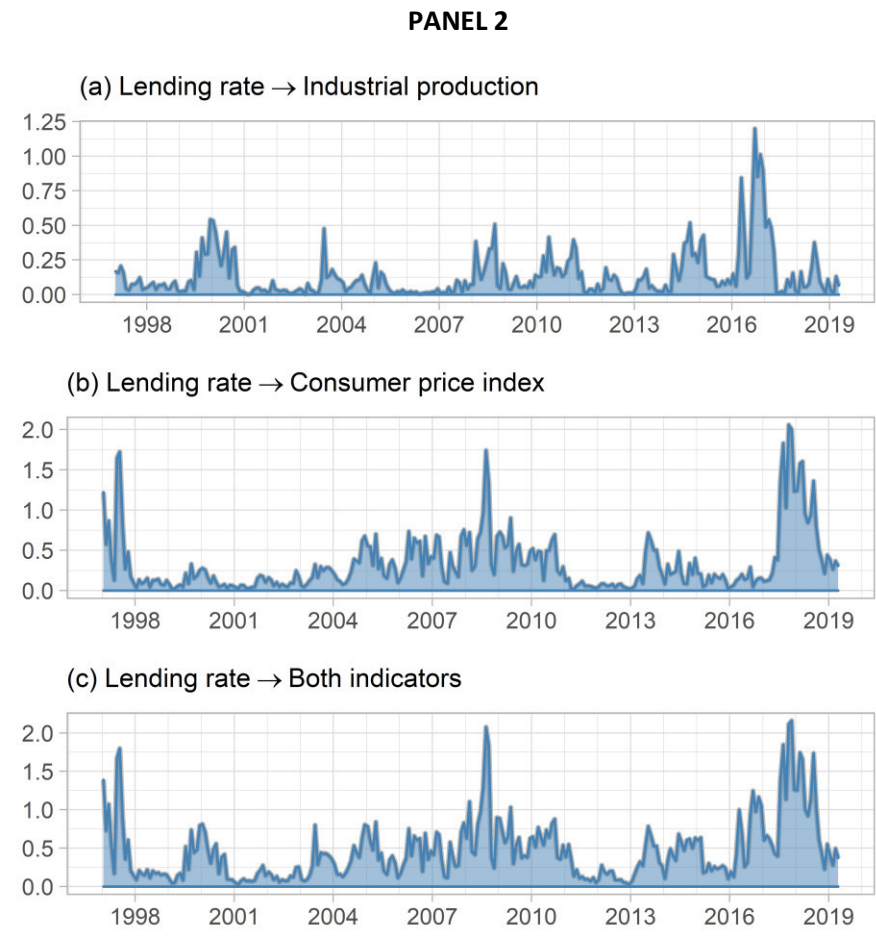 PANEL 2
(a) Lending rate → Industrial production
1.25
1.00
0.75
0.50
0.25
0.00
1998 2001 2004 2007 2010 2013 2016 2019
(b) Lending rate → Consumer price index
2.0
1.5
1.0
0.5
0.0
1998 2001 2004 2007 2010 2013 2016 2019
(c) Lending rate → Both indicators
2.0
1.5
1.0
0.5
0.0
1998 2001 2004 2007 2010 2013 2016 2019